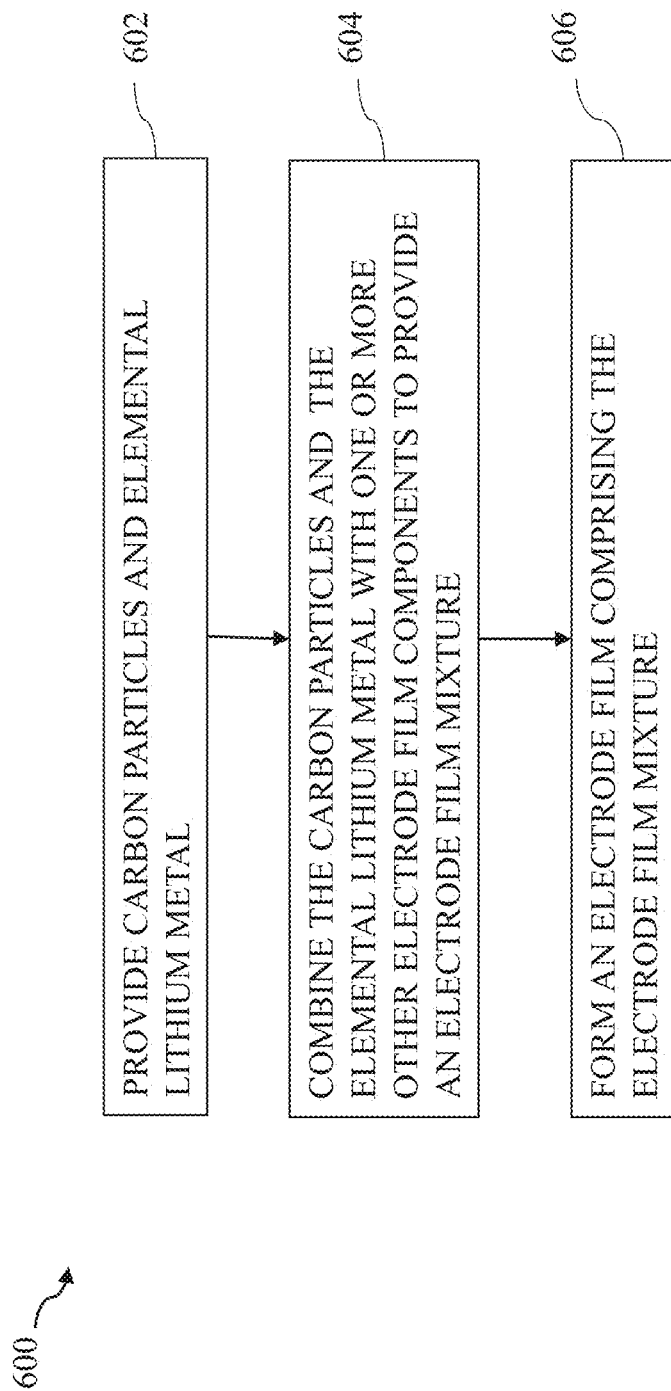 600
PROVIDE CARBON PARTICLES AND ELEMENTAL
LITHIUM METAL
602
COMBINE THE CARBON PARTICLES AND THE
ELEMENTAL LITHIUM METAL WITH ONE OR MORE
OTHER ELECTRODE FILM COMPONENTS TO PROVIDE
AN ELECTRODE FILM MIXTURE
604
FORM AN ELECTRODE FILM COMPRISING THE
ELECTRODE FILM MIXTURE
606